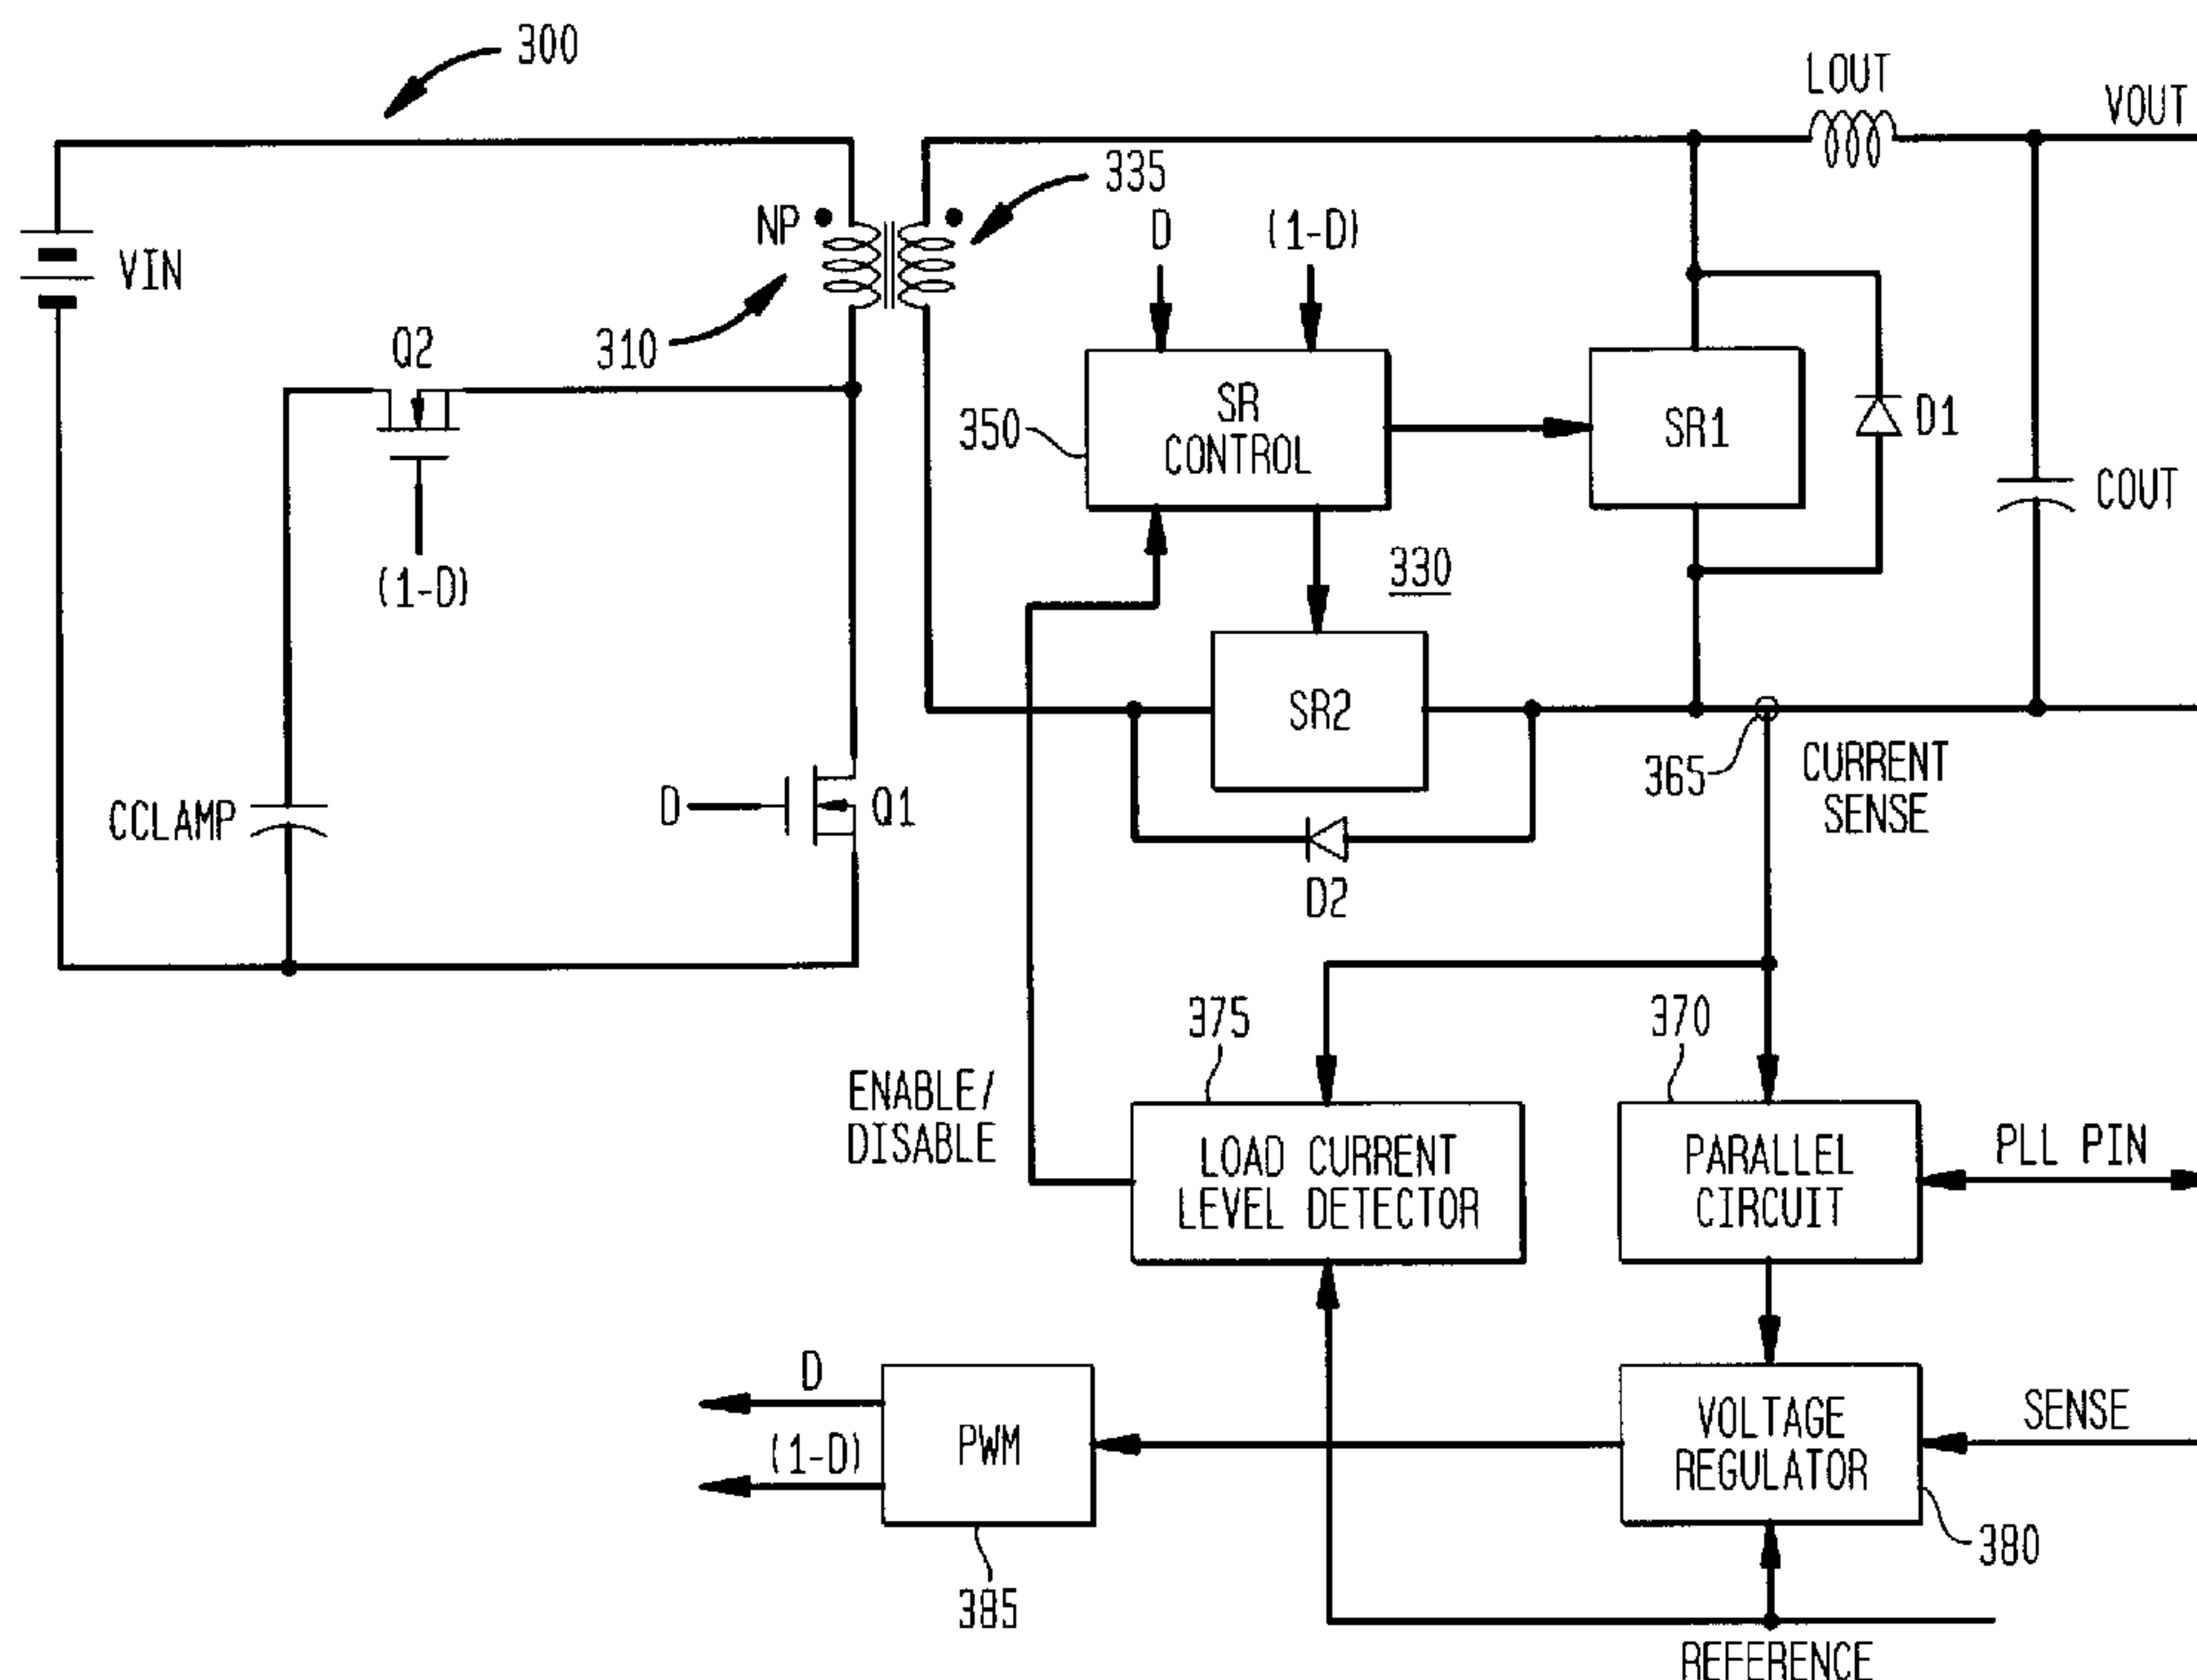 300
LOUT
VOUT
335
NP
D
(1-D)
VIN
310
Q2
SR
CONTROL
350
SR1
D1
COUT
(1-D)
330
SR2
365
CURRENT
SENSE
CCLAMP
D
Q1
D2
375
370
ENABLE/
DISABLE
LOAD CURRENT
LEVEL DETECTOR
PARALLEL
CIRCUIT
PLL PIN
D
(1-D)
PWM
VOLTAGE
REGULATOR
SENSE
380
385
REFERENCE